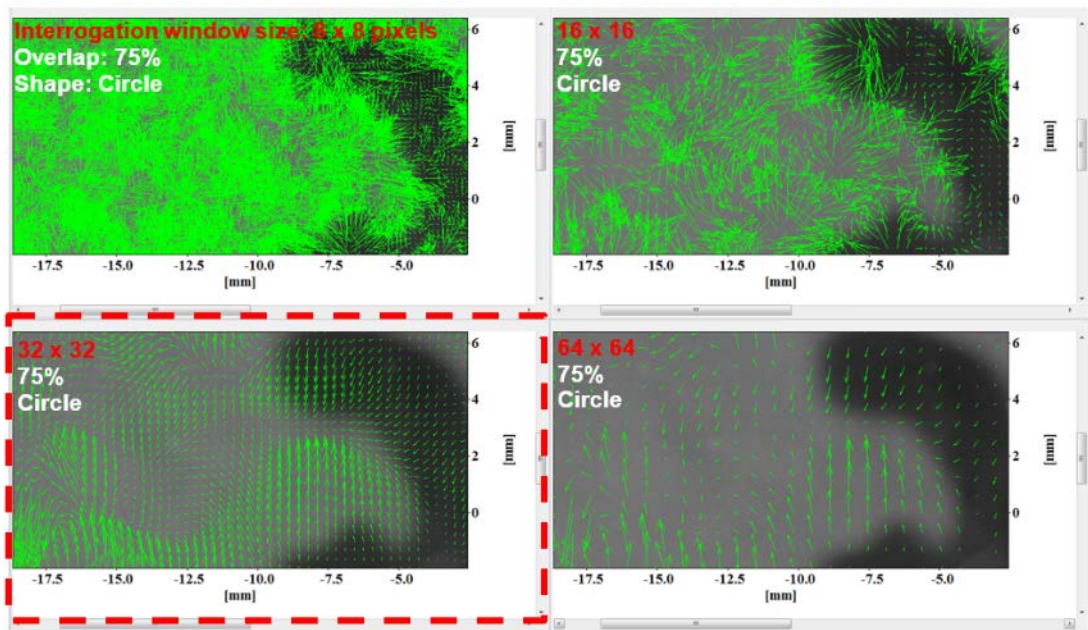 Interrogation window size: 8 x 8 pixels
Overlap: 75%
Shape: Circle
6
4
2
0
[mm]
-17.5 -15.0 -12.5 -10.0 -7.5 -5.0
[mm]
16 x 16
75%
Circle
6
4
2
0
[mm]
-17.5 -15.0 -12.5 -10.0 -7.5 -5.0
[mm]
32 x 32
75%
Circle
6
4
2
0
[mm]
-17.5 -15.0 -12.5 -10.0 -7.5 -5.0
[mm]
64 x 64
75%
Circle
6
4
2
0
[mm]
-17.5 -15.0 -12.5 -10.0 -7.5 -5.0
[mm]